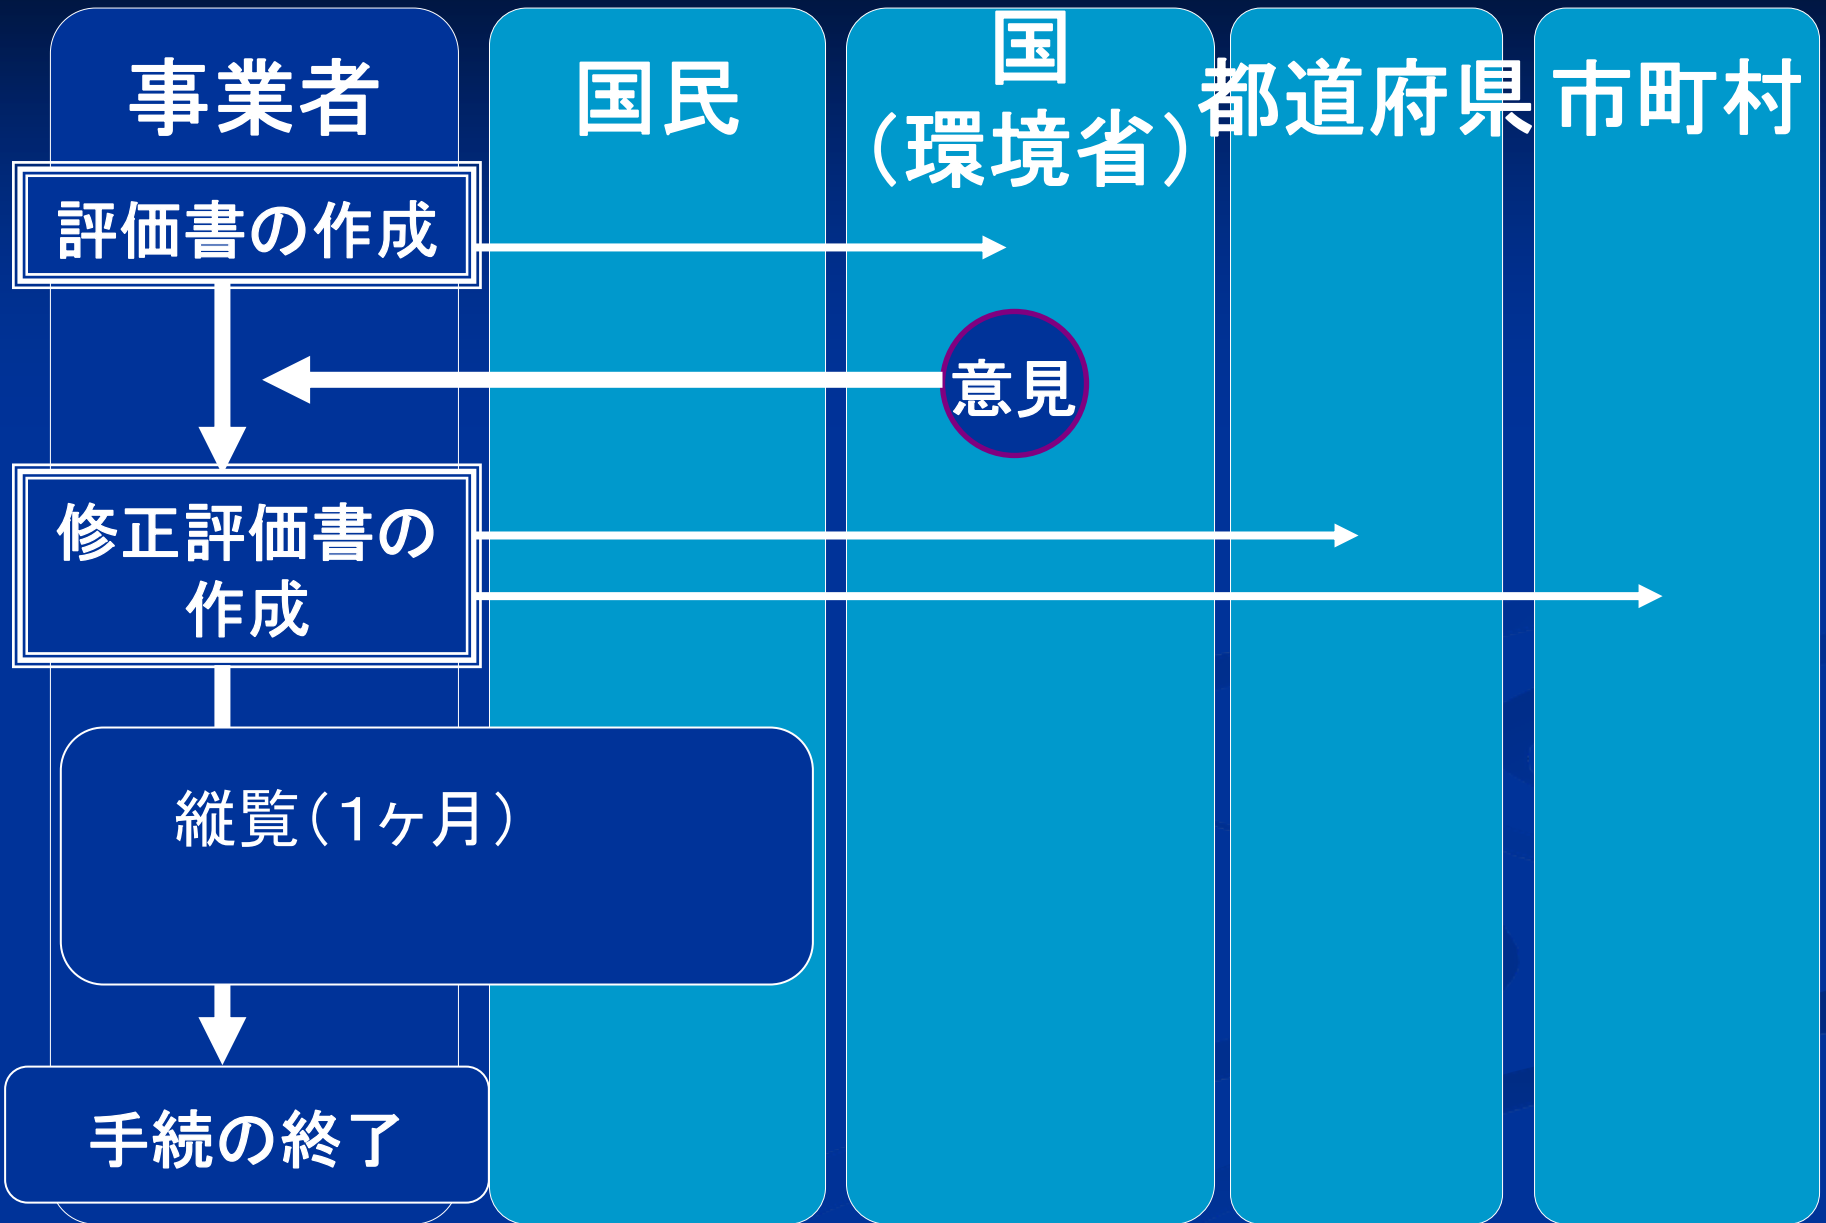 事業者
国民
国
（環境省）
都道府県
市町村
評価書の作成
意見
修正評価書の
作成
縦覧（１ヶ月）
手続の終了